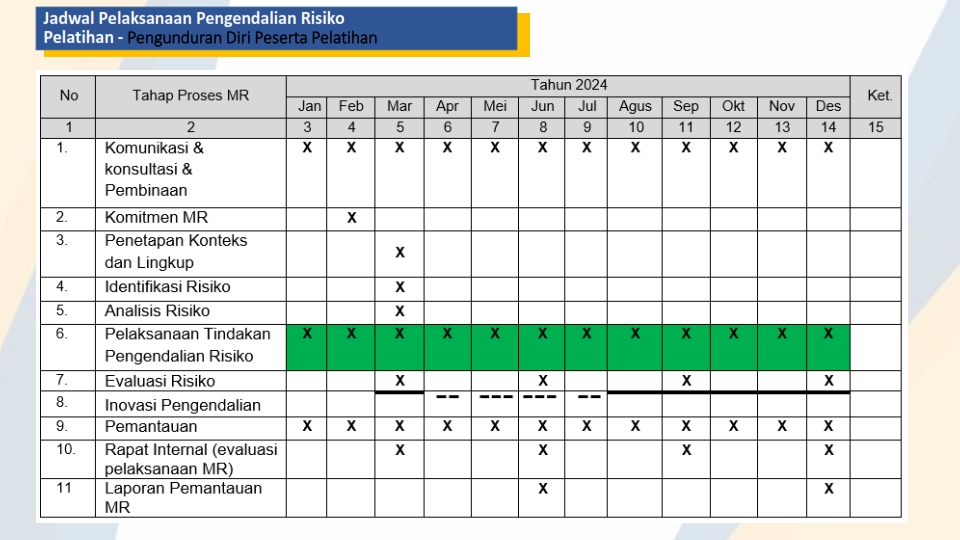 Jadwal Pelaksanaan Pengendalian Risiko
Pelatihan - Pengunduran Diri Peserta Pelatihan
No Tahap Proses MR Tahun 2024 Ket.
Jan Feb Mar Apr Mei Jun Jul Agus Sep Okt Nov Des
1 2 3 4 5 6 7 8 9 10 11 12 13 14 15
1. Komunikasi & X X X X X X X X X X X X
konsultasi &
Pembinaan
2. Komitmen MR X
3. Penetapan Konteks
dan Lingkup X
4. Identifikasi Risiko X
5. Analisis Risiko X
6. Pelaksanaan Tindakan X X X X X X X X X X X X
Pengendalian Risiko
7. Evaluasi Risiko X X X X
8. Inovasi Pengendalian
9. Pemantauan X X X X X X X X X X X X
10. Rapat Internal (evaluasi X X X X
pelaksanaan MR)
11 Laporan Pemantauan X X
MR